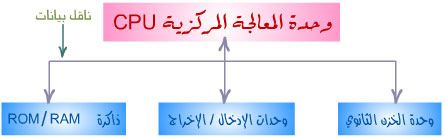 ناقل بيانات
وحدة المعالجة المركزية CPU
وحدة الخزن الثانوي
وحدات الإدخال / الإخراج
ذاكرة ROM/RAM